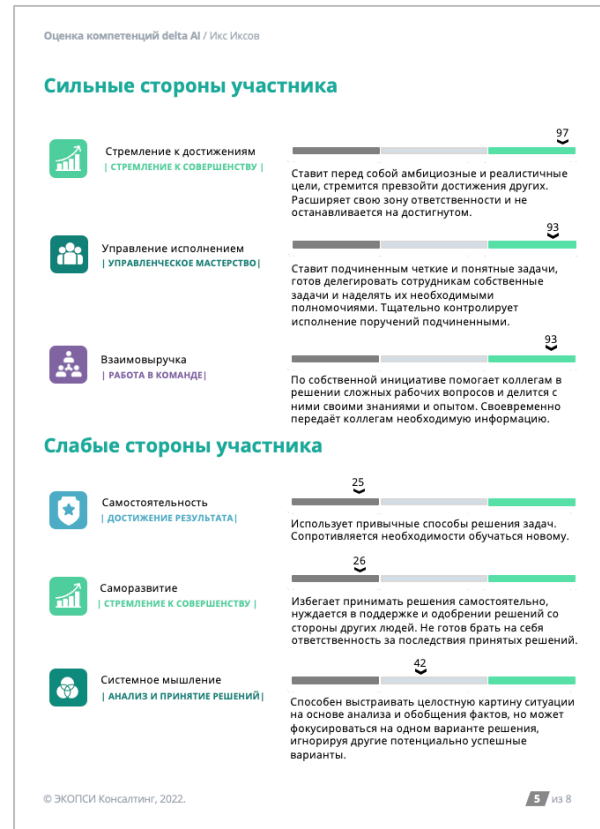 Оценка компетенций delta AI / Икс Иксов
Сильные стороны участника
97
Стремление к достижениям
| СТРЕМЛЕНИЕ К СОВЕРШЕНСТВУ |
Ставит перед собой амбициозные и реалистичные
цели, стремится превзойти достижения других.
Расширяет свою зону ответственности и не
останавливается на достигнутом.
93
Управление исполнением
| УПРАВЛЕНЧЕСКОЕ МАСТЕРСТВО|
Ставит подчиненным четкие и понятные задачи,
готов делегировать сотрудникам собственные
задачи и наделять их необходимыми
полномочиями. Тщательно контролирует
исполнение поручений подчиненными.
93
Взаимовыручка
| РАБОТА В КОМАНДЕ|
По собственной инициативе помогает коллегам в
решении сложных рабочих вопросов и делится с
ними своими знаниями и опытом. Своевременно
передаёт коллегам необходимую информацию.
Слабые стороны участника
25
Самостоятельность
| ДОСТИЖЕНИЕ РЕЗУЛЬТАТА|
Использует привычные способы решения задач.
Сопротивляется необходимости обучаться новому.
26
Саморазвитие
| СТРЕМЛЕНИЕ К СОВЕРШЕНСТВУ |
Избегает принимать решения самостоятельно,
нуждается в поддержке и одобрении решений со
стороны других людей. Не готов брать на себя
ответственность за последствия принятых решений.
42
Системное мышление
| АНАЛИЗ И ПРИНЯТИЕ РЕШЕНИЙ|
Способен выстраивать целостную картину ситуации
на основе анализа и обобщения фактов, но может
фокусироваться на одном варианте решения,
игнорируя другие потенциально успешные
варианты.
© ЭКОПСИ Консалтинг, 2022.
5 из 8